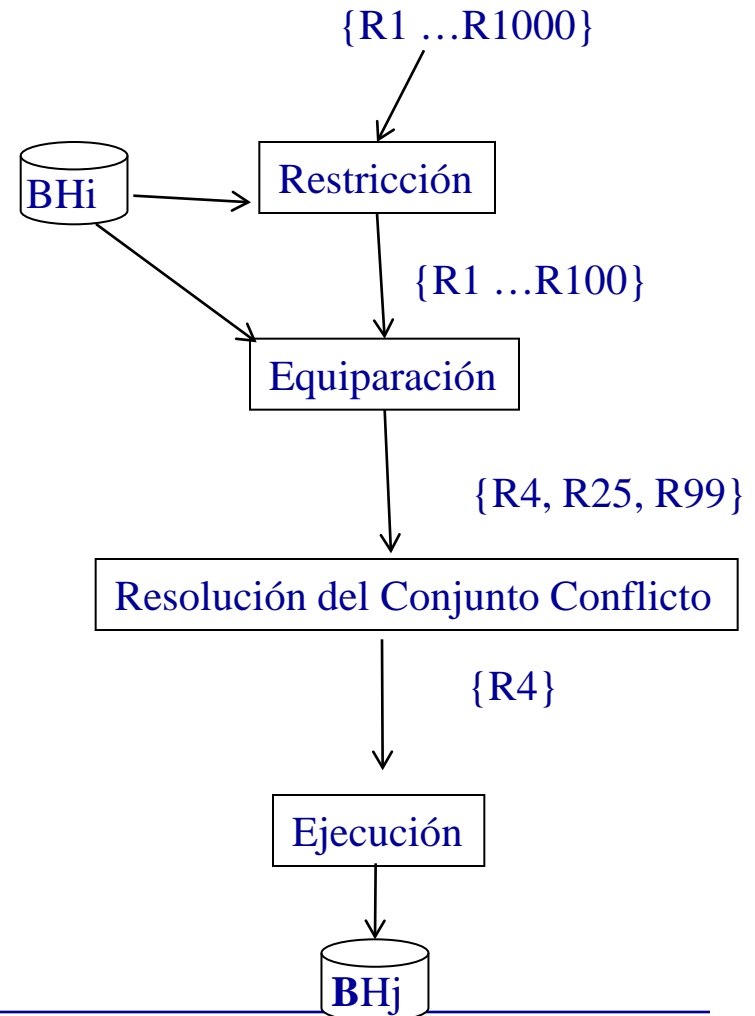 {R1 …R1000}
Restricción
BHi
{R1 …R100}
Equiparación
{R4, R25, R99}
Resolución del Conjunto Conflicto
{R4}
Ejecución
BHj